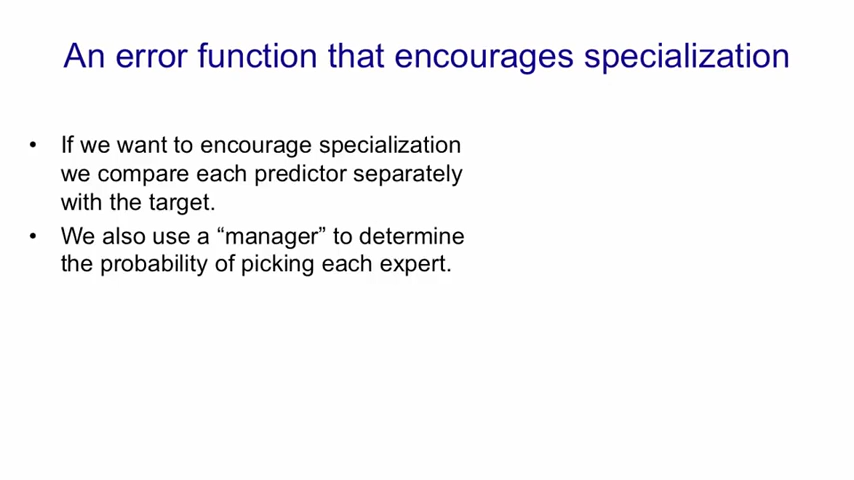 An error function that encourages specialization
• If we want to encourage specialization
we compare each predictor separately
with the target.
• We also use a “manager” to determine
the probability of picking each expert.